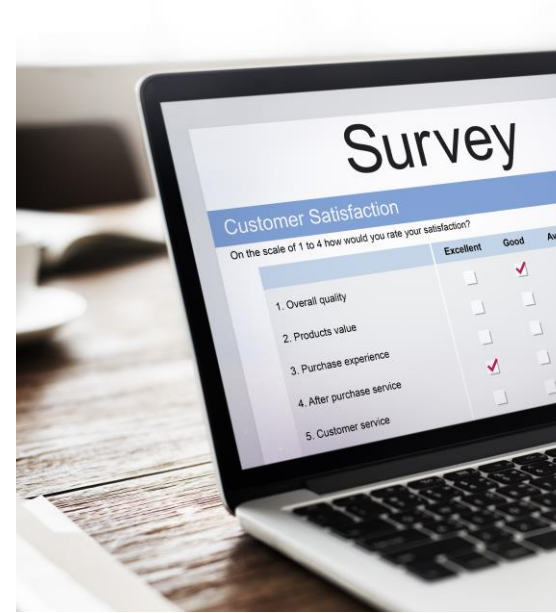 Survey
Customer Satisfaction
On the scale of 1 to 4 how would you rate your satisfaction?
Excellent Good
1. Overall quality
2. Products value
3. Purchase experience
4. After purchase service
5. Customer service